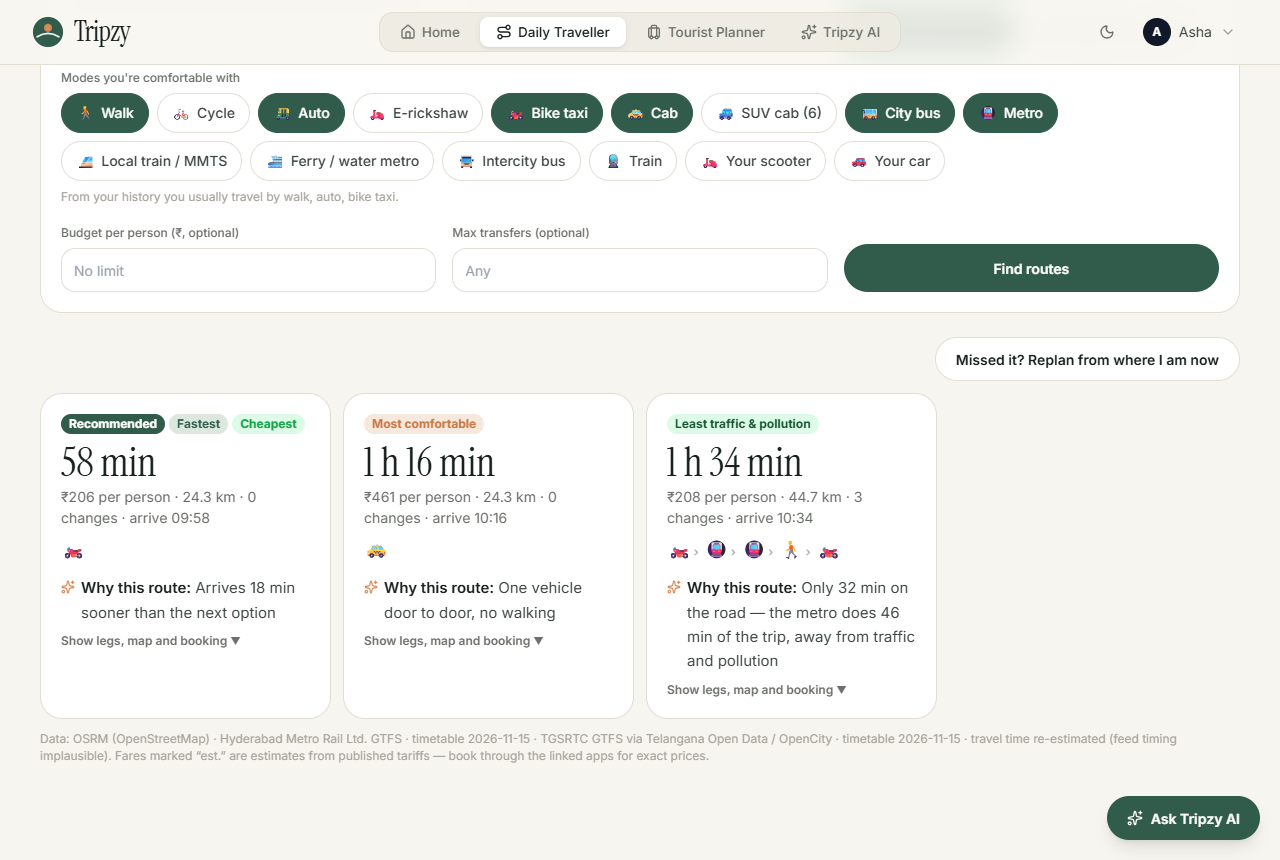 Tripzy
Home
Daily Traveller
Tourist Planner
Tripzy AI
A
Asha
Modes you're comfortable with
Walk
Cycle
Auto
E-rickshaw
Bike taxi
Cab
SUV cab (6)
City bus
Metro
Local train / MMTS
Ferry / water metro
Intercity bus
Train
Your scooter
Your car
From your history you usually travel by walk, auto, bike taxi.
Budget per person (₹, optional)
No limit
Max transfers (optional)
Any
Find routes
Missed it? Replan from where I am now
Recommended
Fastest
Cheapest
58 min
₹206 per person · 24.3 km · 0
changes · arrive 09:58
›
Why this route: Arrives 18 min
sooner than the next option
Show legs, map and booking ▼
Most comfortable
1 h 16 min
₹461 per person · 24.3 km · 0
changes · arrive 10:16
Why this route: One vehicle
door to door, no walking
Show legs, map and booking ▼
Least traffic & pollution
1 h 34 min
₹208 per person · 44.7 km · 3
changes · arrive 10:34
› › › ›
Why this route: Only 32 min on
the road — the metro does 46
min of the trip, away from traffic
and pollution
Show legs, map and booking ▼
Data: OSRM (OpenStreetMap) · Hyderabad Metro Rail Ltd. GTFS · timetable 2026-11-15 · TGSRTC GTFS via Telangana Open Data / OpenCity · timetable 2026-11-15 · travel time re-estimated (feed timing
implausible). Fares marked “est.” are estimates from published tariffs — book through the linked apps for exact prices.
Ask Tripzy AI